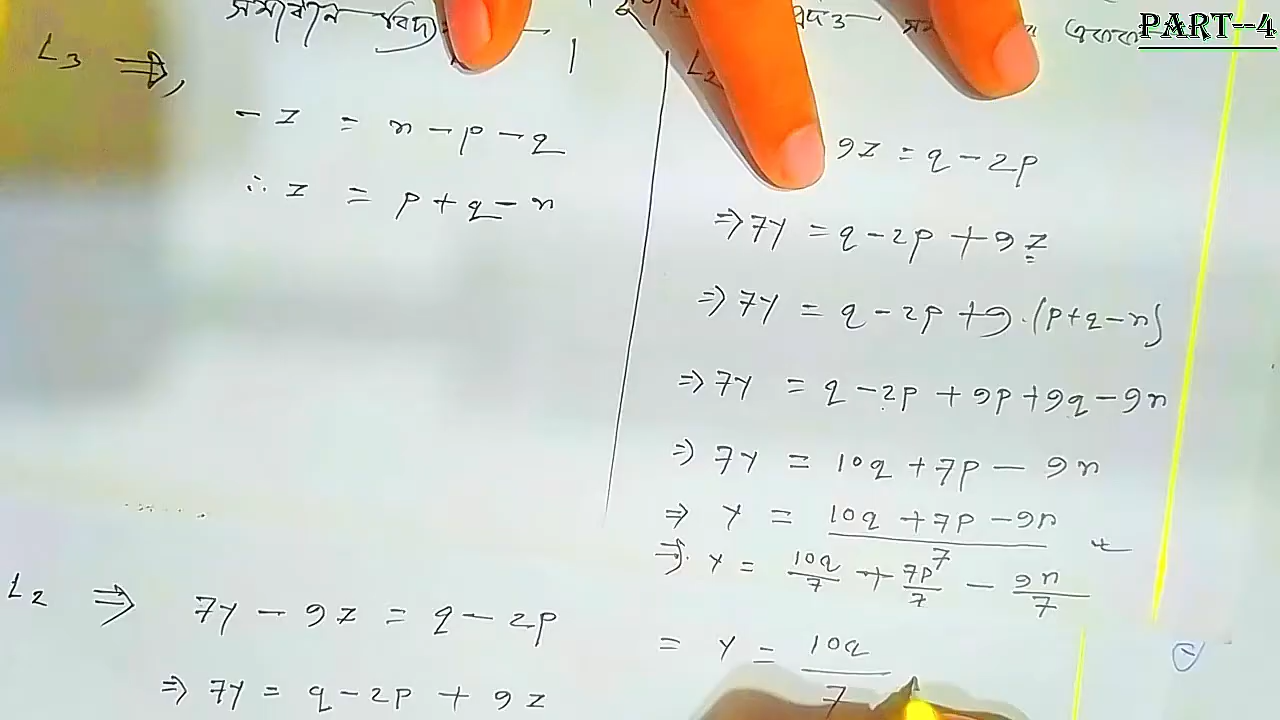 PART--4
সমাধান
L₃ ⇒,
- z = n - p - q
∴ z = p + q - n
L₂ ⇒ 7y - 9z = q - 2p
⇒ 7y = q - 2p + 9z
L₂
9z = q - 2p
⇒ 7y = q - 2p + 9z
⇒ 7y = q - 2p + 9.(p+q-n)
⇒ 7y = q - 2p + 9p + 9q - 9n
⇒ 7y = 10q + 7p - 9n
⇒ y = (10q + 7p - 9n)/7
⇒ y = 10q/7 + 7p/7 - 9n/7
= y = 10q/7